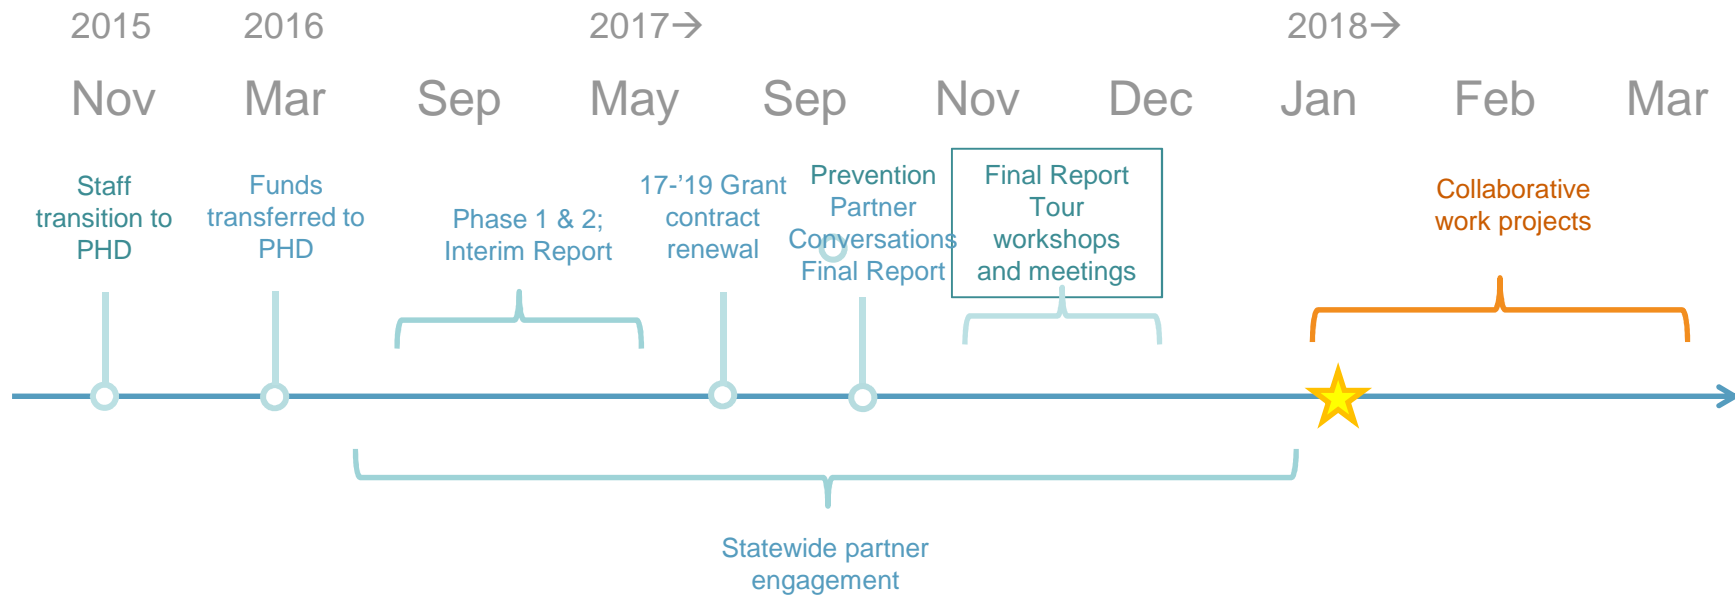 2015 2016 2017→ 2018→
Nov Mar Sep May Sep Nov Dec Jan Feb Mar
Staff
transition to
PHD
Funds
transferred to
PHD
Phase 1 & 2;
Interim Report
17-'19 Grant
contract
renewal
Prevention
Partner
Conversations
Final Report
Final Report
Tour
workshops
and meetings
Collaborative
work projects
Statewide partner
engagement